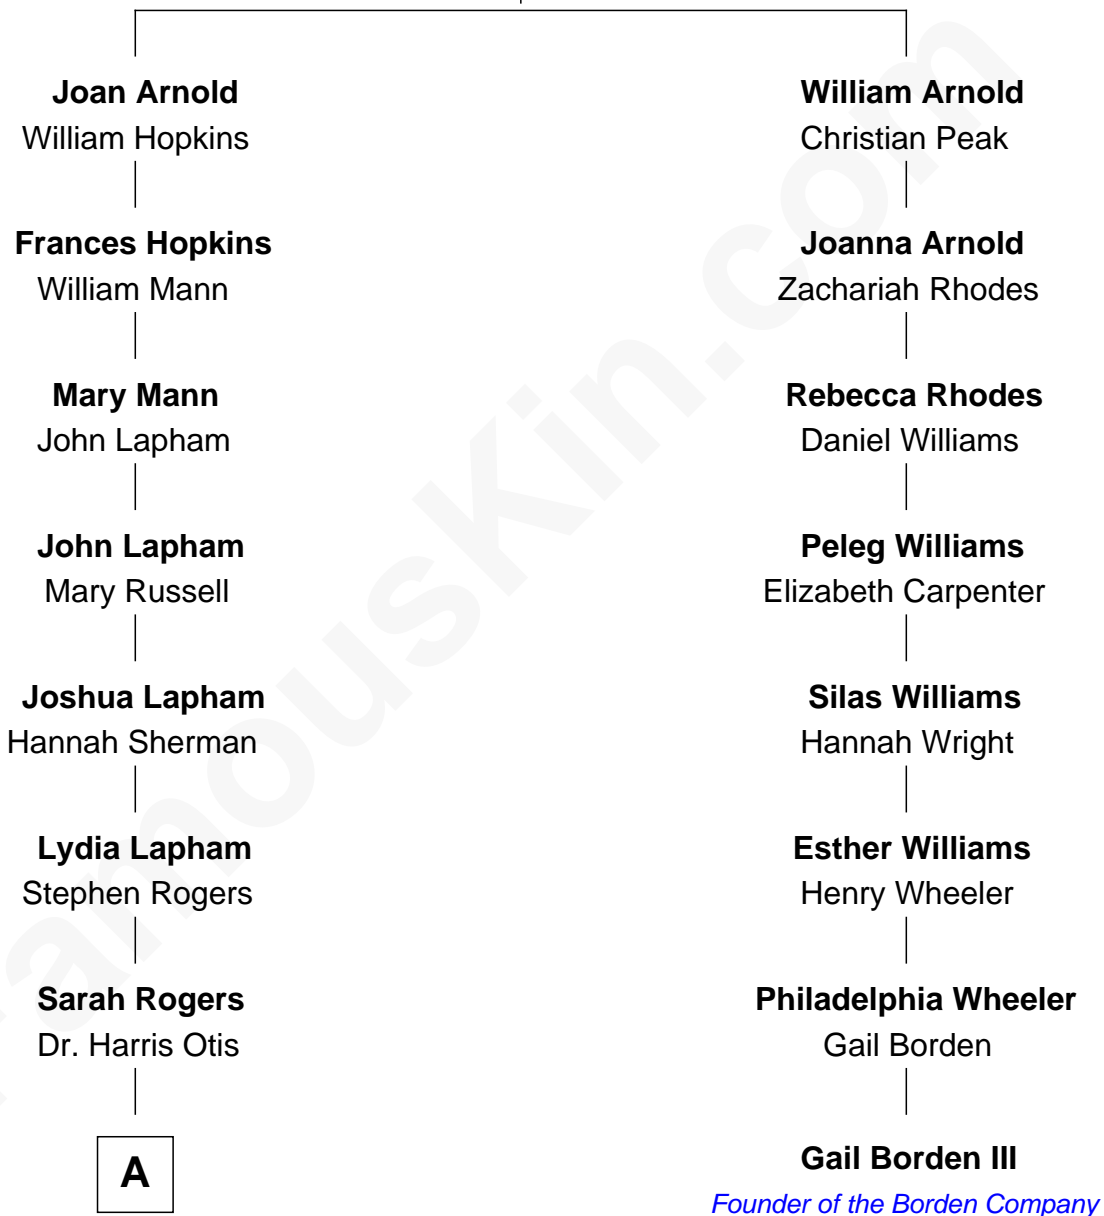 Joan Arnold
William Hopkins
William Arnold
Christian Peak
Frances Hopkins
William Mann
Joanna Arnold
Zachariah Rhodes
Mary Mann
John Lapham
Rebecca Rhodes
Daniel Williams
John Lapham
Mary Russell
Peleg Williams
Elizabeth Carpenter
Joshua Lapham
Hannah Sherman
Silas Williams
Hannah Wright
Lydia Lapham
Stephen Rogers
Esther Williams
Henry Wheeler
Sarah Rogers
Dr. Harris Otis
Philadelphia Wheeler
Gail Borden
A
Gail Borden III
Founder of the Borden Company
FamousKin.com